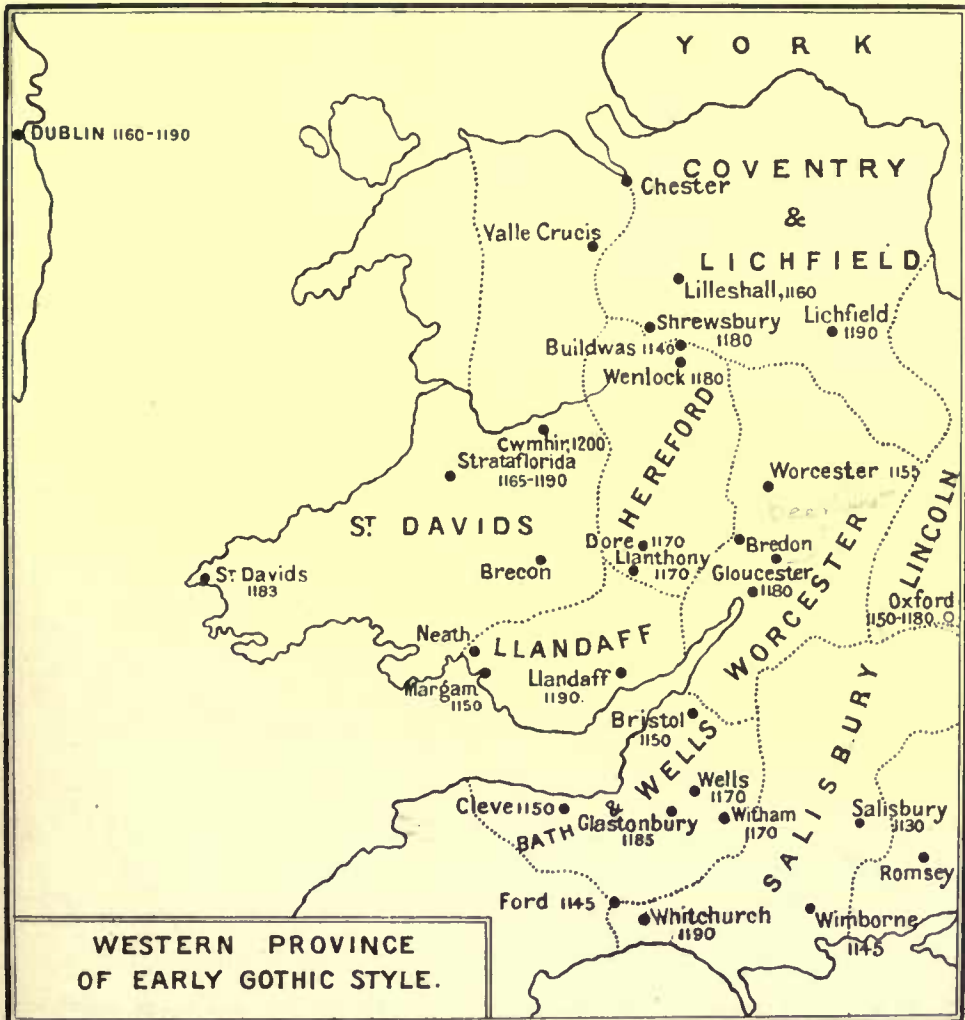 YORK
DUBLIN 1160-1190
COVENTRY
&
LICHFIELD
Chester
Valle Crucis
Lilleshall, 1160
Shrewsbury
1180
Lichfield
1190
Buildwas 1140
Wenlock 1180
HEREFORD
Cwmhir, 1200
Strataflorida
1165-1190
Worcester 1155
ST. DAVIDS
LINCOLN
Dore 1170
Llanthony
1170
Bredon
Gloucester
1180
Brecon
St. Davids
1183
WORCESTER
Oxford
1150-1180
Neath
LLANDAFF
Margam
1150
Llandaff
1190.
Bristol
1150
SALISBURY
BATH & WELLS
Wells
1170
Cleve 1150
Glastonbury
1185
Witham
1170
Salisbury
1130
Romsey
Ford 1145
Whitchurch
1190
Wimborne
1145
WESTERN PROVINCE
OF EARLY GOTHIC STYLE.